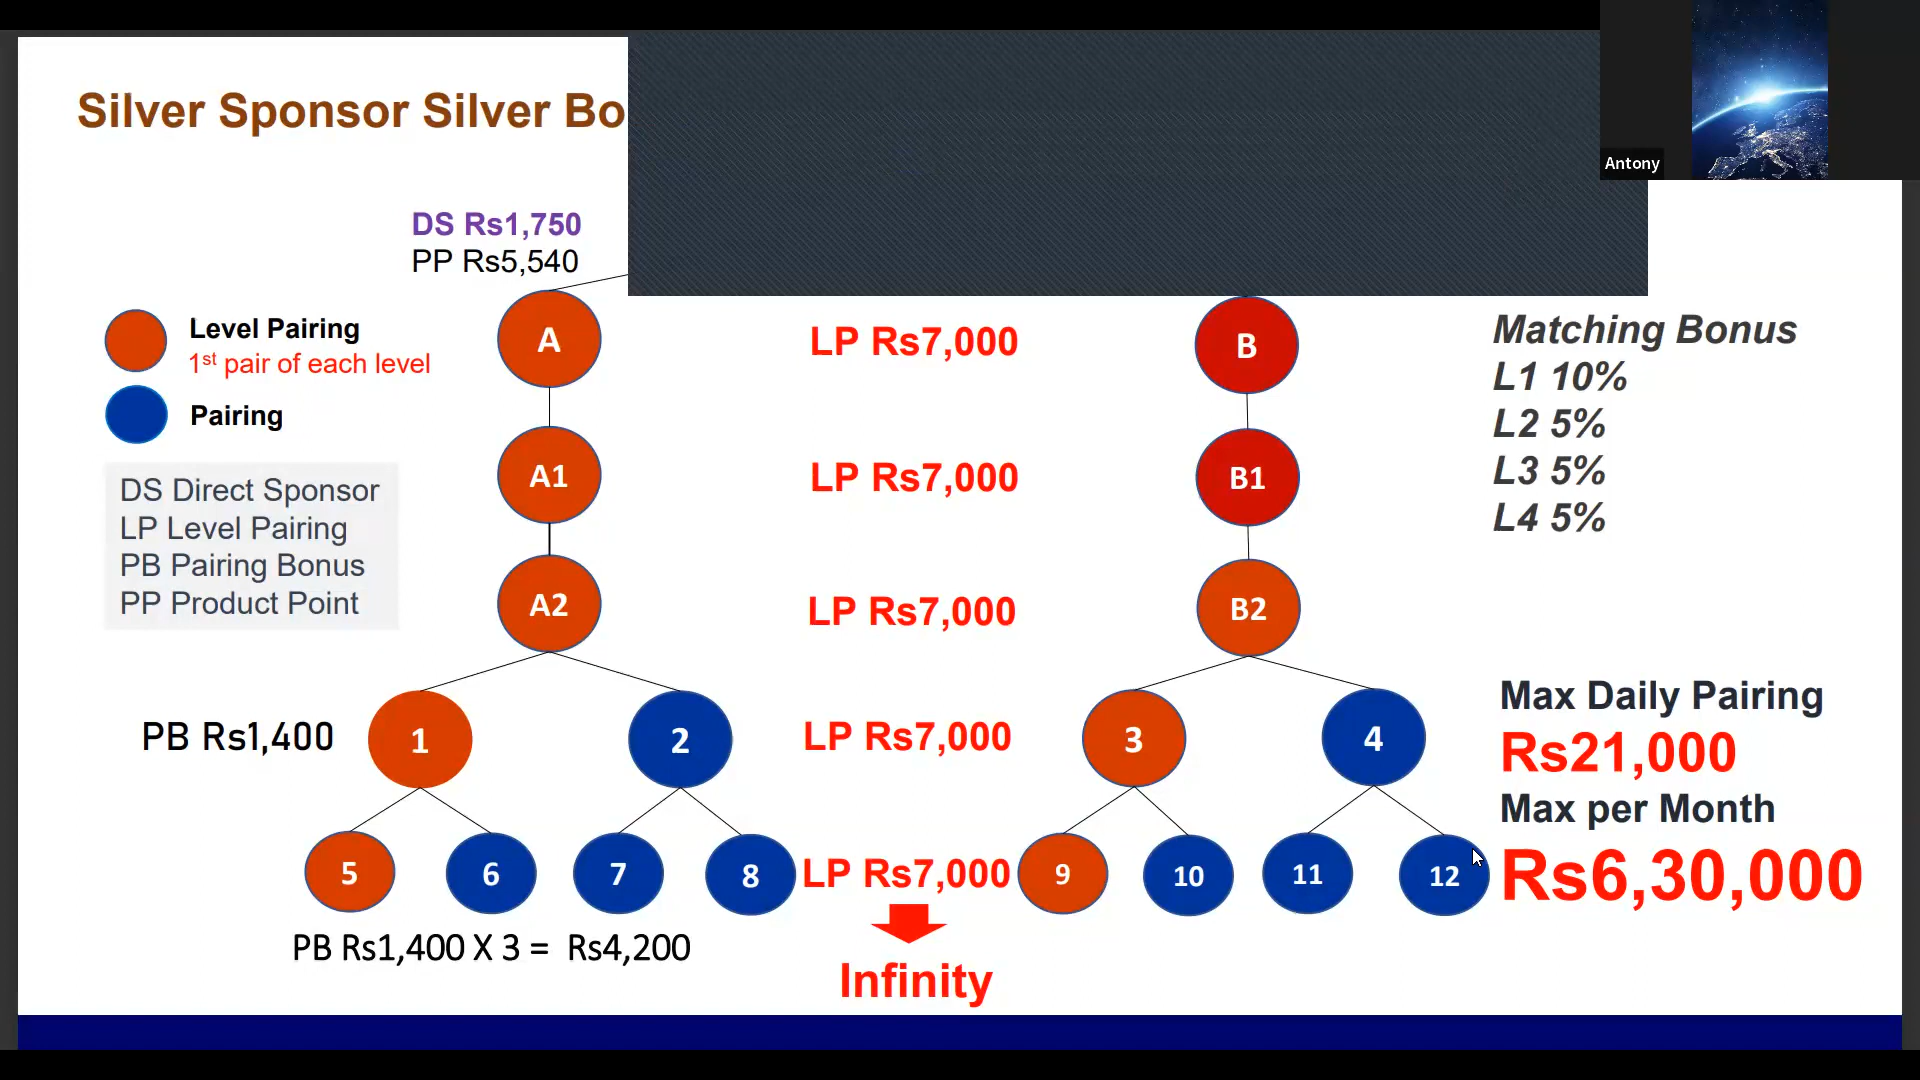 Silver Sponsor Silver Bo
Antony
DS Rs1,750
PP Rs5,540
Level Pairing
1st pair of each level
Pairing
DS Direct Sponsor
LP Level Pairing
PB Pairing Bonus
PP Product Point
A
LP Rs7,000
B
A1
LP Rs7,000
B1
A2
LP Rs7,000
B2
PB Rs1,400
1
2
LP Rs7,000
3
4
5
6
7
8
LP Rs7,000
9
10
11
12
PB Rs1,400 X 3 = Rs4,200
Infinity
Matching Bonus
L1 10%
L2 5%
L3 5%
L4 5%
Max Daily Pairing
Rs21,000
Max per Month
Rs6,30,000